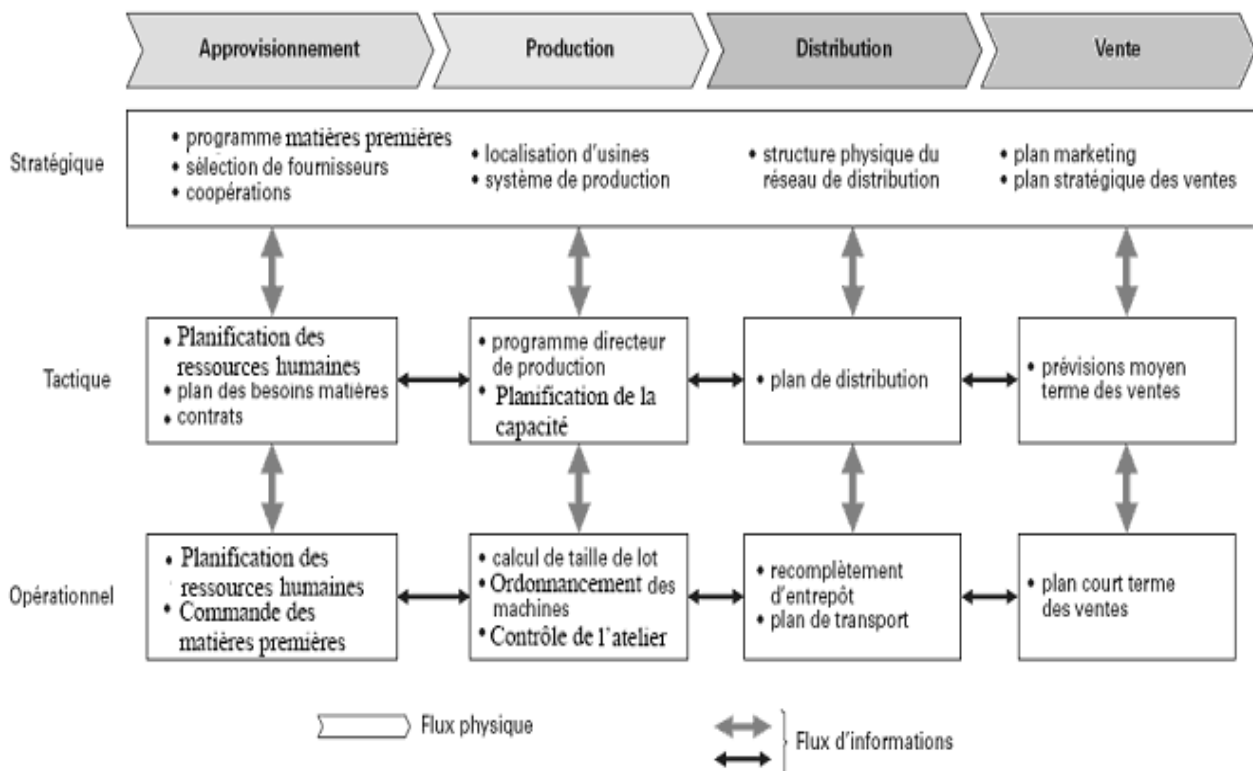 Approvisionnement
Production
Distribution
Vente
Stratégique
• programme matières premières
• sélection de fournisseurs
• coopérations
• localisation d'usines
• système de production
• structure physique du
réseau de distribution
• plan marketing
• plan stratégique des ventes
Tactique
• Planification des
ressources humaines
• plan des besoins matières
• contrats
• programme directeur
de production
• Planification de la
capacité
• plan de distribution
• prévisions moyen
terme des ventes
Opérationnel
• Planification des
ressources humaines
• Commande des
matières premières
• calcul de taille de lot
• Ordonnancement des
machines
• Contrôle de l'atelier
• recomplètement
d'entrepôt
• plan de transport
• plan court terme
des ventes
Flux physique
Flux d'informations